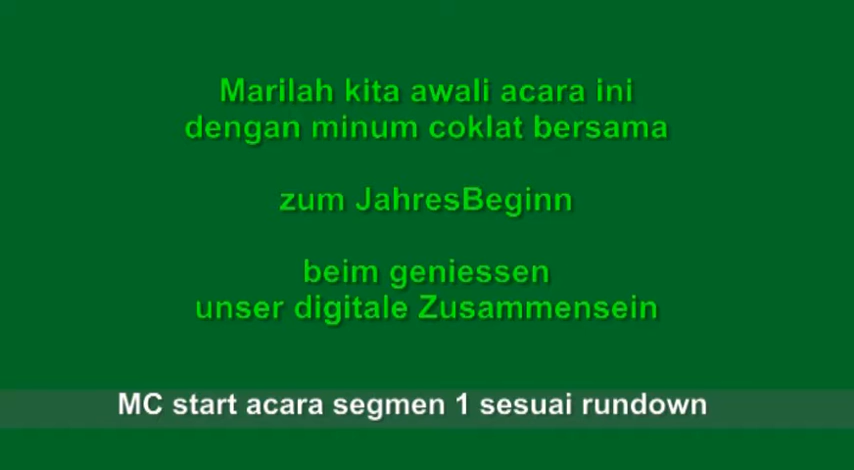 Marilah kita awali acara ini
dengan minum coklat bersama
zum JahresBeginn
beim geniessen
unser digitale Zusammensein
MC start acara segmen 1 sesuai rundown